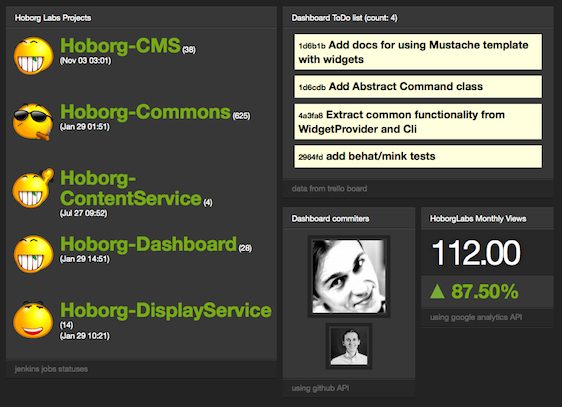 Hoborg Labs Projects
Hoborg-CMS (38)
(Nov 03 03:01)
Hoborg-Commons (625)
(Jan 29 01:51)
Hoborg-
ContentService (4)
(Jul 27 09:52)
Hoborg-Dashboard (28)
(Jan 29 14:51)
Hoborg-DisplayService
(14)
(Jan 29 10:21)
jenkins jobs statuses
Dashboard ToDo list (count: 4)
1d6b1b Add docs for using Mustache template
with widgets
1d6cdb Add Abstract Command class
4a3fa8 Extract common functionality from
WidgetProvider and Cli
2964fd add behat/mink tests
data from trello board
Dashboard commiters
using github API
HoborgLabs Monthly Views
112.00
▲ 87.50%
using google analytics API